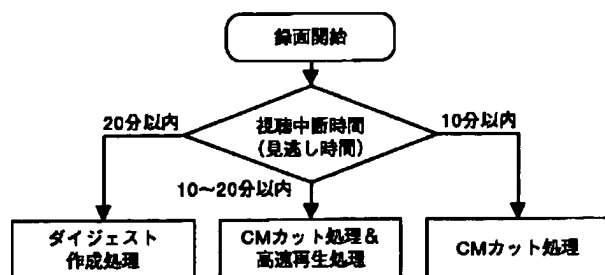 録画開始
視聴中断時間
(見逃し時間)
20分以内
10分以内
10～20分以内
ダイジェスト
作成処理
CMカット処理＆
高速再生処理
CMカット処理